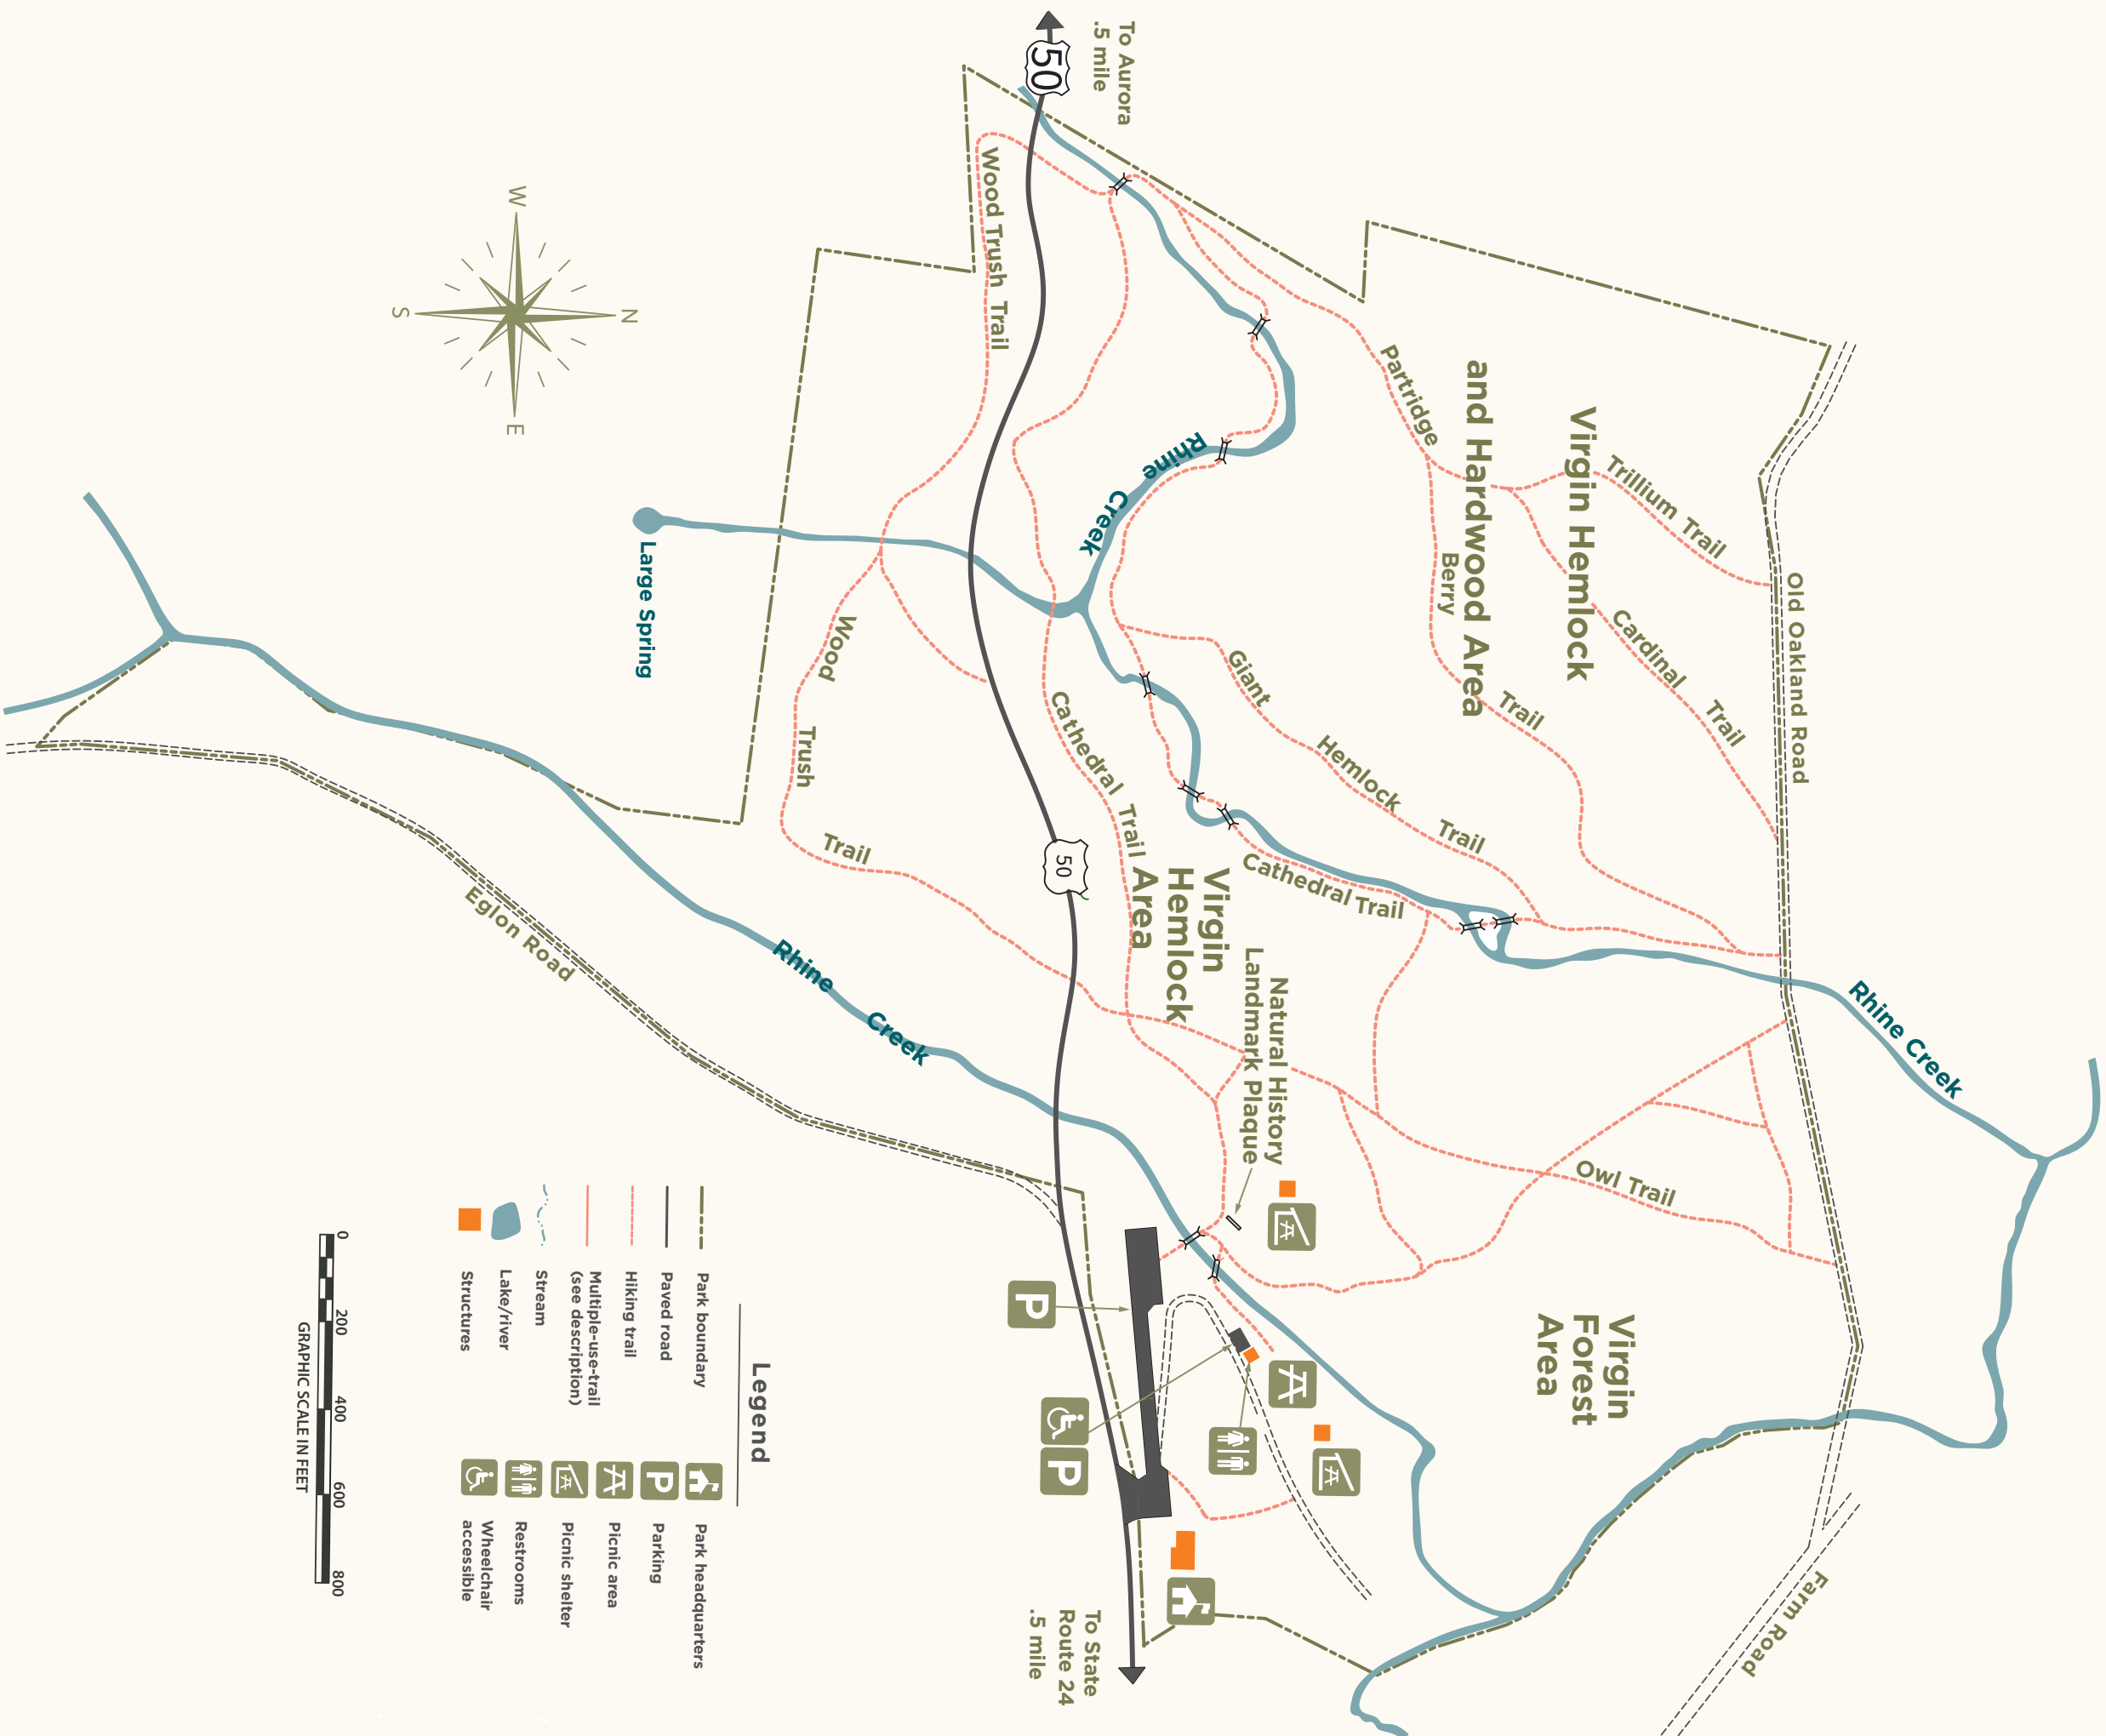 To Aurora
.5 mile
50
Wood Trush Trail
W
N
S
E
Partridge
Berry
Trail
Virgin Hemlock
and Hardwood Area
Trillium Trail
Cardinal
Trail
Old Oakland Road
Rhine
Creek
Large Spring
Wood
Trush
Trail
Giant
Hemlock
Trail
Cathedral Trail
Cathedral Trail
50
Virgin
Hemlock
Area
Rhine
Creek
Eglon Road
Natural History
Landmark Plaque
Rhine Creek
Owl Trail
Virgin
Forest
Area
Farm Road
P
P
To State
Route 24
.5 mile
Legend
Park boundary
Paved road
Hiking trail
Multiple-use-trail
(see description)
Stream
Lake/river
Structures
Park headquarters
P
Parking
Picnic area
Picnic shelter
Restrooms
Wheelchair
accessible
0
200
400
600
800
GRAPHIC SCALE IN FEET